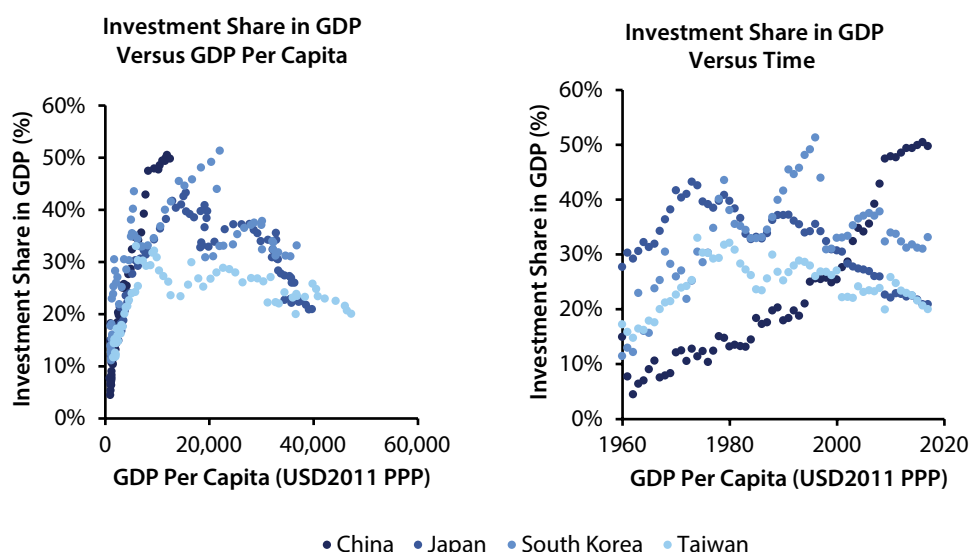 Investment Share in GDP
Versus GDP Per Capita
Investment Share in GDP (%)
60%
50%
40%
30%
20%
10%
0%
0
20,000
40,000
60,000
GDP Per Capita (USD2011 PPP)
Investment Share in GDP
Versus Time
Investment Share in GDP (%)
60%
50%
40%
30%
20%
10%
0%
1960
1980
2000
2020
GDP Per Capita (USD2011 PPP)
China Japan South Korea Taiwan